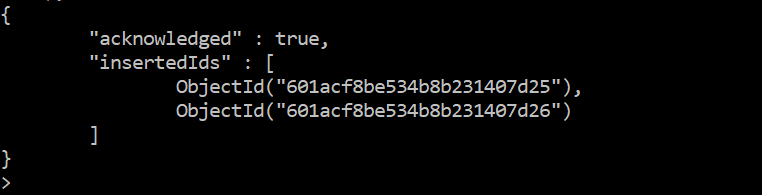 {
"acknowledged" : true,
"insertedIds" : [
ObjectId("601acf8be534b8b231407d25"),
ObjectId("601acf8be534b8b231407d26")
]
}
>